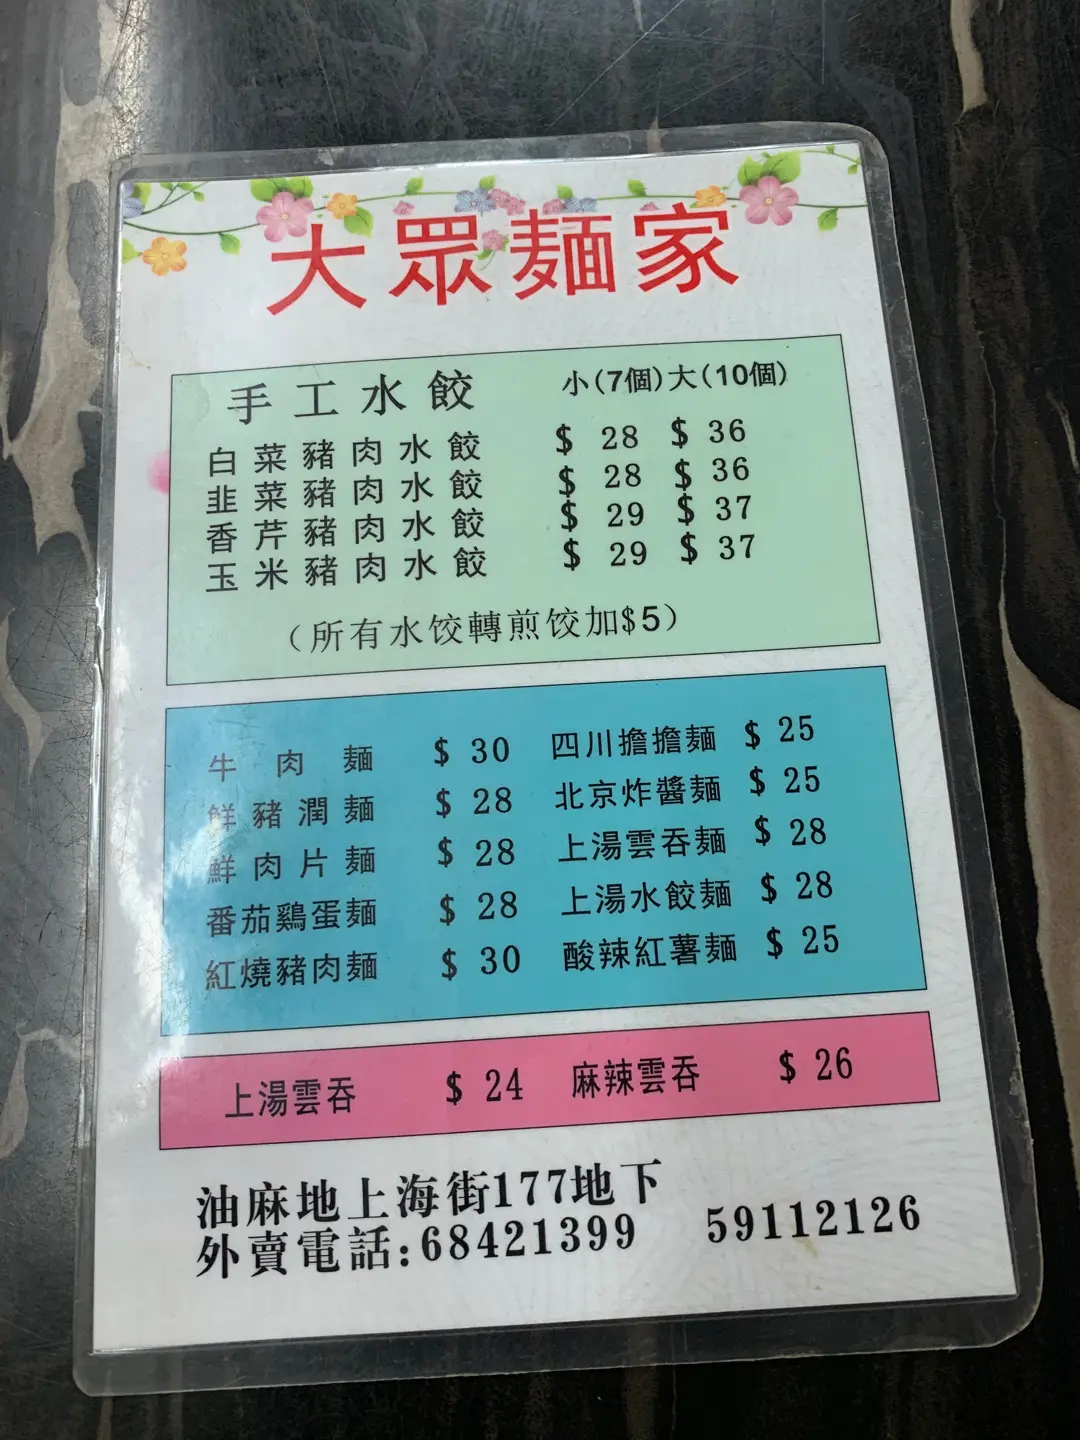 大眾麵家
手工水餃 小(7個)大(10個)
白菜豬肉水餃 $ 28 $ 36
韭菜豬肉水餃 $ 28 $ 36
香芹豬肉水餃 $ 29 $ 37
玉米豬肉水餃 $ 29 $ 37
(所有水饺轉煎饺加$5)
牛肉麵 $ 30 四川擔擔麵 $ 25
鮮豬潤麵 $ 28 北京炸醬麵 $ 25
鮮肉片麵 $ 28 上湯雲吞麵 $ 28
番茄鷄蛋麵 $ 28 上湯水餃麵 $ 28
紅燒豬肉麵 $ 30 酸辣紅薯麵 $ 25
上湯雲吞 $ 24 麻辣雲吞 $ 26
油麻地上海街177地下
外賣電話:68421399 59112126